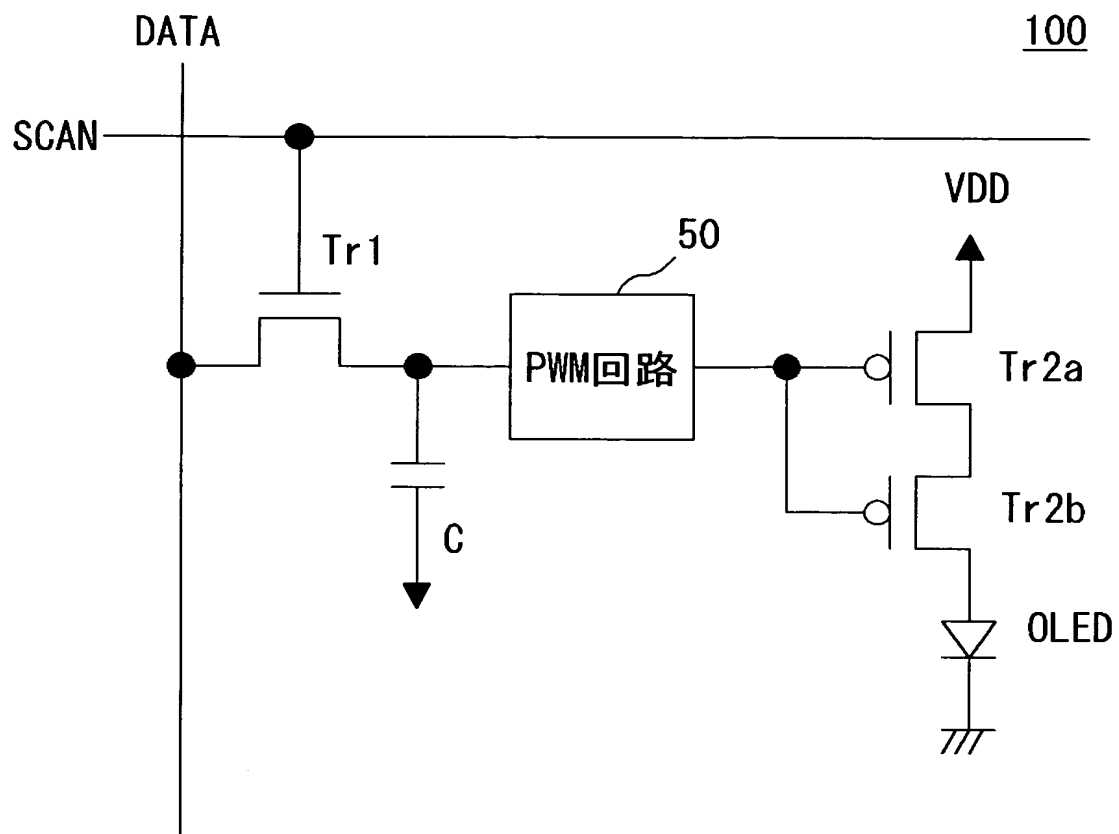 DATA
100
SCAN
VDD
Tr1
50
PWM回路
Tr2a
Tr2b
C
OLED